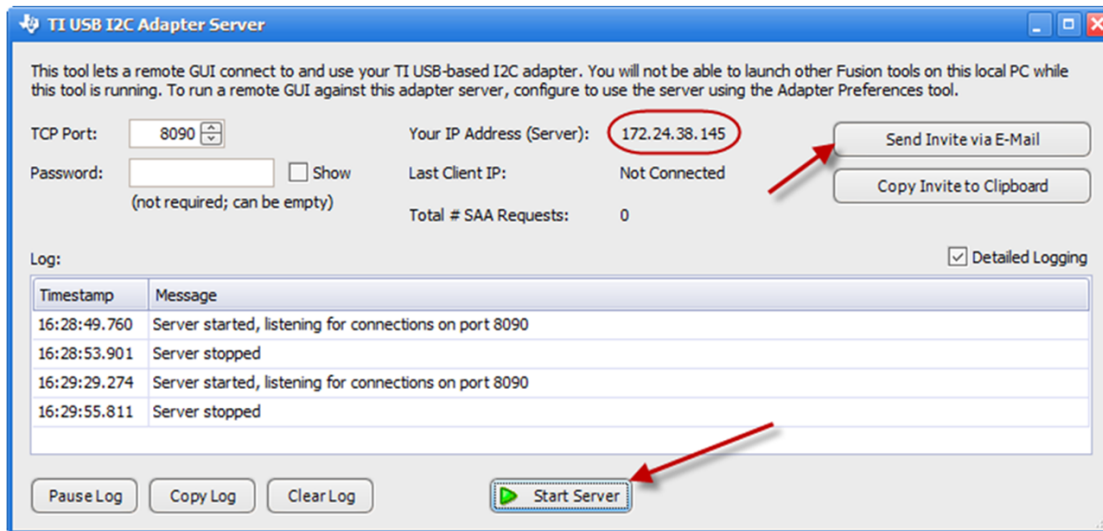 TI USB I2C Adapter Server
This tool lets a remote GUI connect to and use your TI USB-based I2C adapter. You will not be able to launch other Fusion tools on this local PC while
this tool is running. To run a remote GUI against this adapter server, configure to use the server using the Adapter Preferences tool.
TCP Port: 8090 Your IP Address (Server): 172.24.38.145 Send Invite via E-Mail
Password: Show Last Client IP: Not Connected Copy Invite to Clipboard
(not required; can be empty)
Total # SAA Requests: 0
Log: Detailed Logging
Timestamp Message
16:28:49.760 Server started, listening for connections on port 8090
16:28:53.901 Server stopped
16:29:29.274 Server started, listening for connections on port 8090
16:29:55.811 Server stopped
Pause Log Copy Log Clear Log Start Server